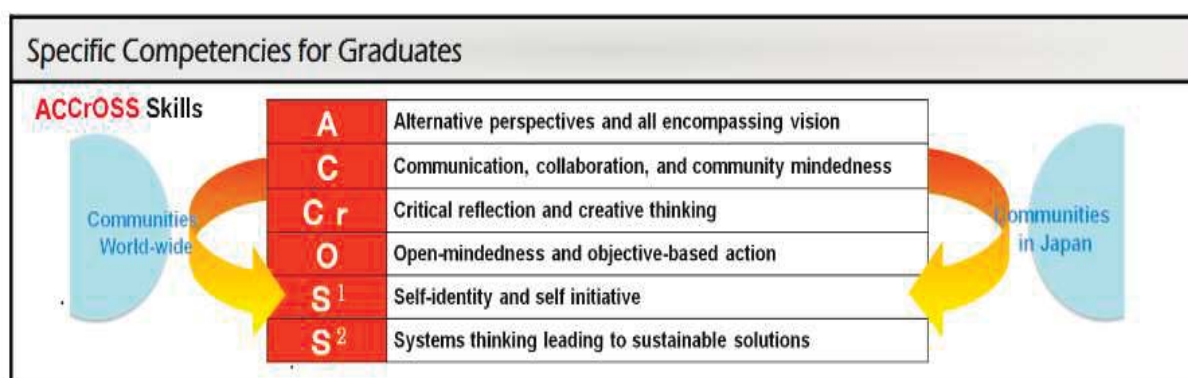 Specific Competencies for Graduates
ACCrOSS Skills
A Alternative perspectives and all encompassing vision
C Communication, collaboration, and community mindedness
Cr Critical reflection and creative thinking
O Open-mindedness and objective-based action
S¹ Self-identity and self initiative
S² Systems thinking leading to sustainable solutions
Communities
World-wide
Communities
in Japan